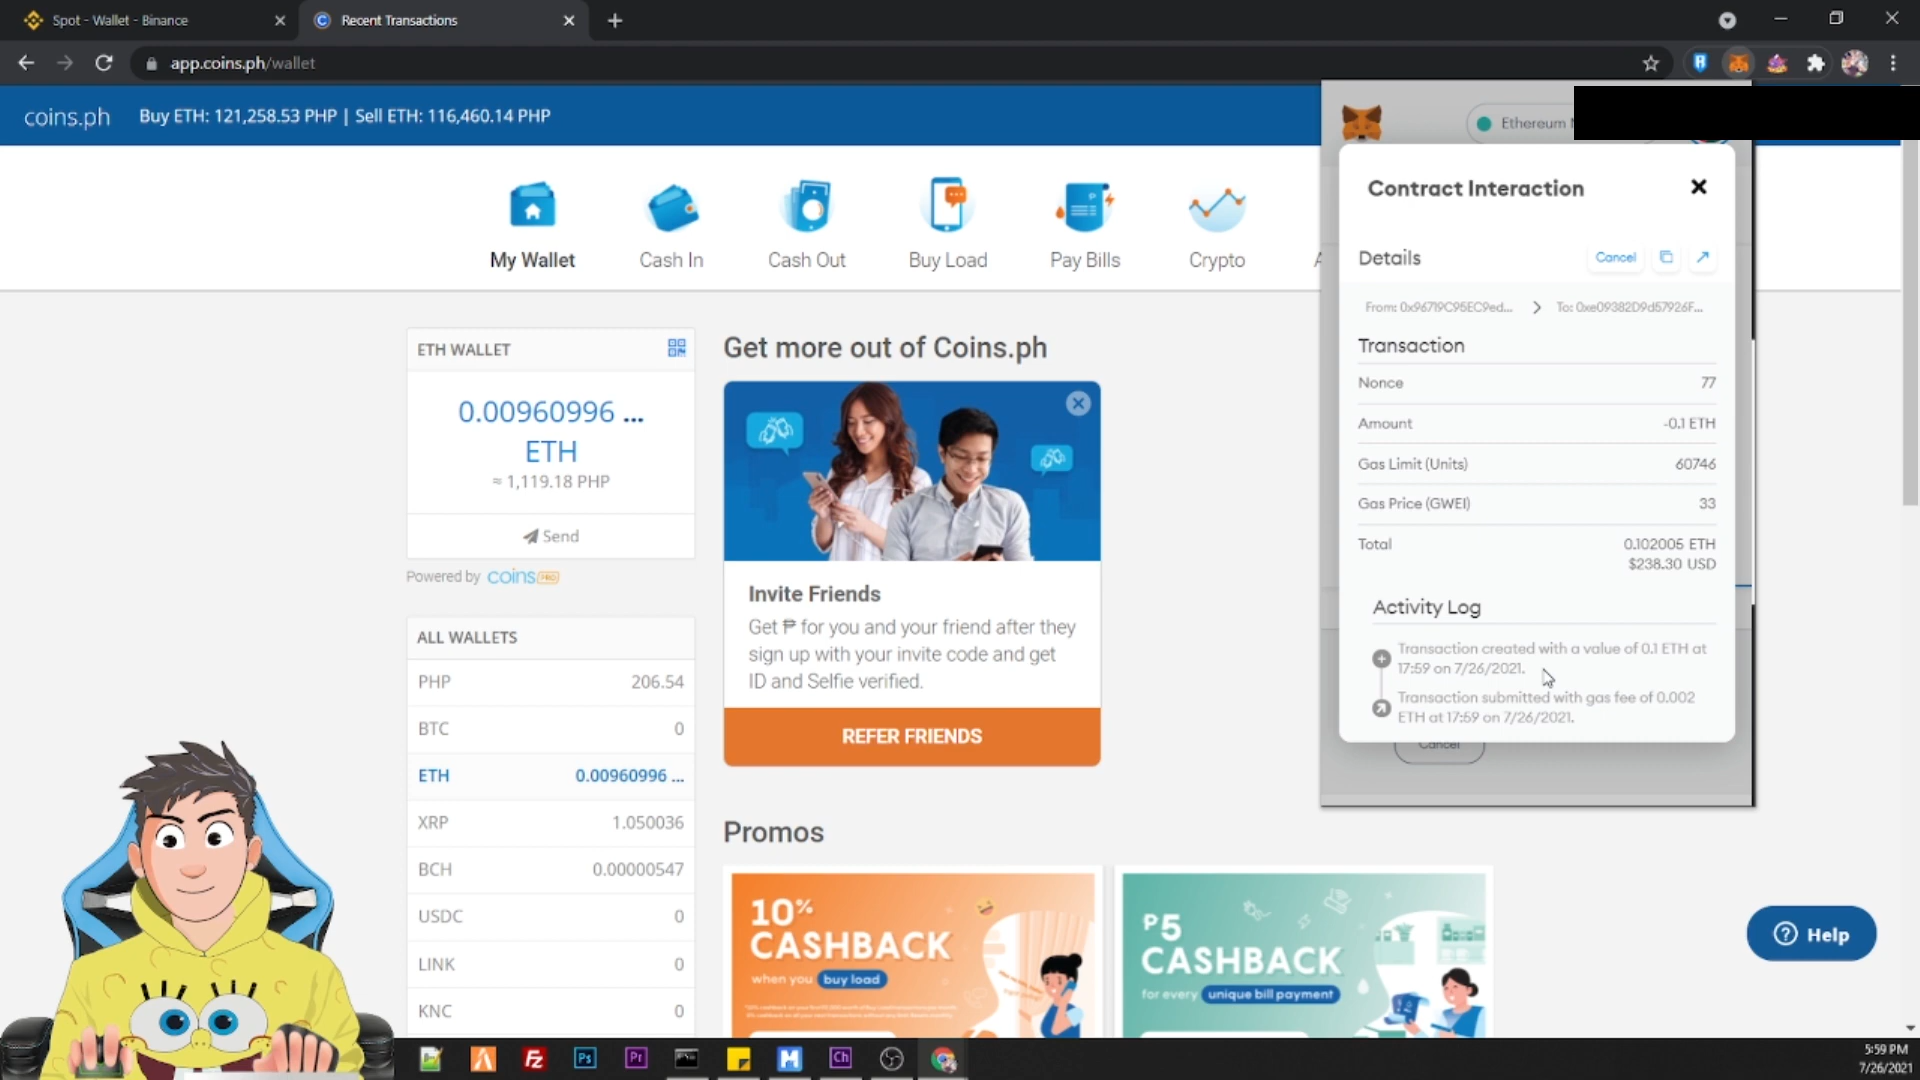 Spot - Wallet - Binance
Recent Transactions
app.coins.ph/wallet
coins.ph
Buy ETH: 121,258.53 PHP | Sell ETH: 116,460.14 PHP
My Wallet
Cash In
Cash Out
Buy Load
Pay Bills
Crypto
ETH WALLET
0.00960996 ...
ETH
≈ 1,119.18 PHP
Send
Powered by coins PRO
ALL WALLETS
PHP 206.54
BTC 0
ETH 0.00960996 ...
XRP 1.050036
BCH 0.00000547
USDC 0
LINK 0
KNC 0
Get more out of Coins.ph
Invite Friends
Get ₱ for you and your friend after they
sign up with your invite code and get
ID and Selfie verified.
REFER FRIENDS
Promos
10%
CASHBACK
when you buy load
₱5
CASHBACK
for every unique bill payment
Ethereum
Contract Interaction
Details
Cancel
From: 0x96719C95EC9ed... > To: 0xe09382D9d57926F...
Transaction
Nonce 77
Amount -0.1 ETH
Gas Limit (Units) 60746
Gas Price (GWEI) 33
Total 0.102005 ETH
$238.30 USD
Activity Log
Transaction created with a value of 0.1 ETH at
17:59 on 7/26/2021.
Transaction submitted with gas fee of 0.002
ETH at 17:59 on 7/26/2021.
Cancel
Help
Fz
Ps
Pr
Ch
5:59 PM
7/26/2021